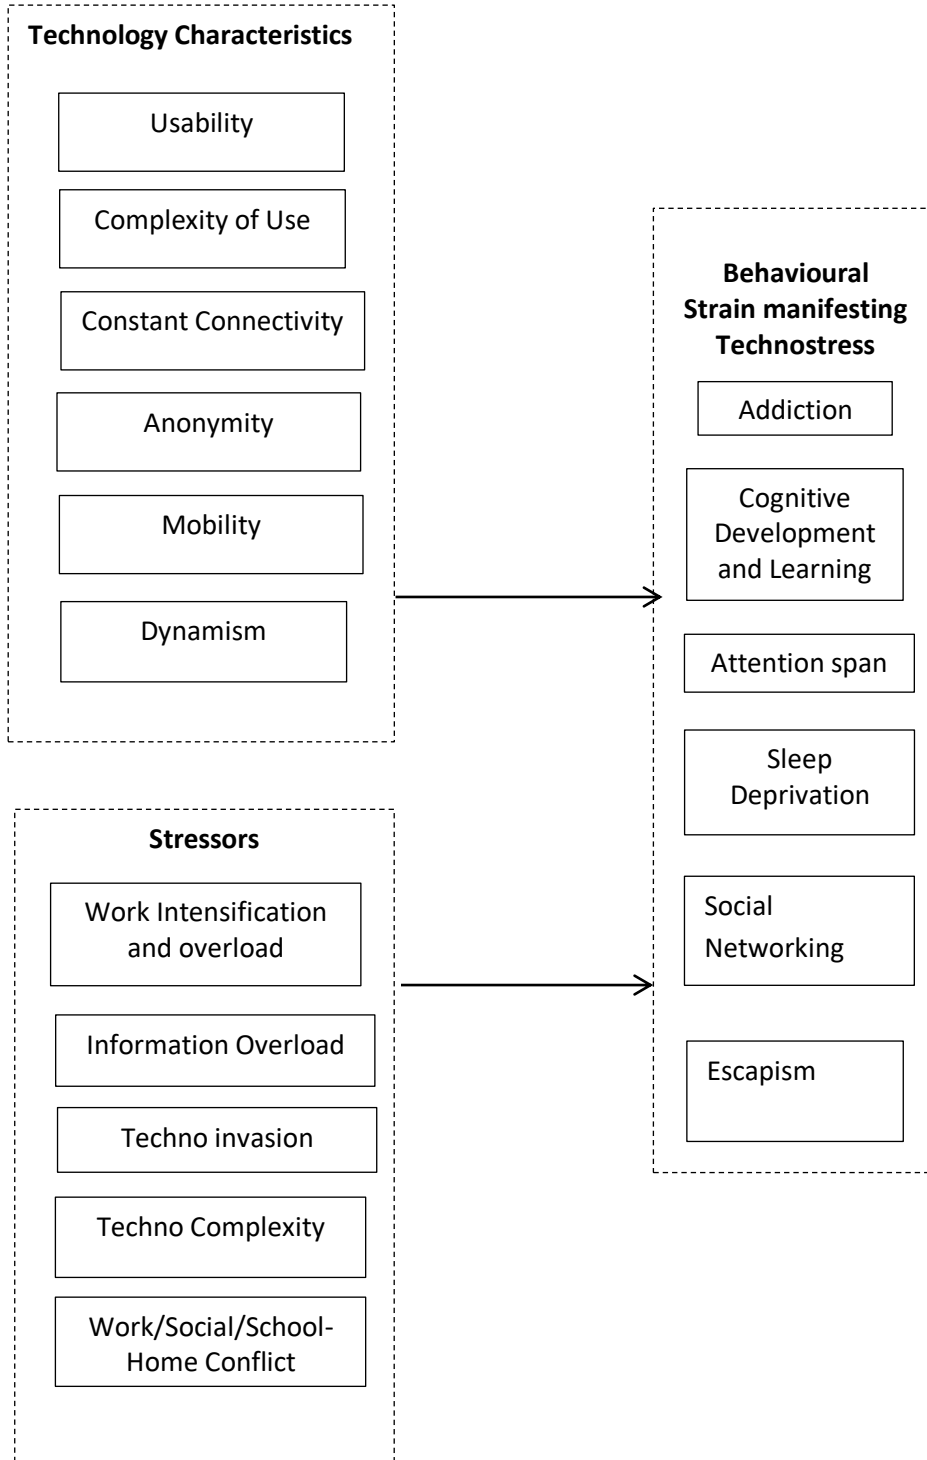 Technology Characteristics
Usability
Complexity of Use
Constant Connectivity
Anonymity
Mobility
Dynamism
Stressors
Work Intensification
and overload
Information Overload
Techno invasion
Techno Complexity
Work/Social/School-
Home Conflict
Behavioural
Strain manifesting
Technostress
Addiction
Cognitive
Development
and Learning
Attention span
Sleep
Deprivation
Social
Networking
Escapism